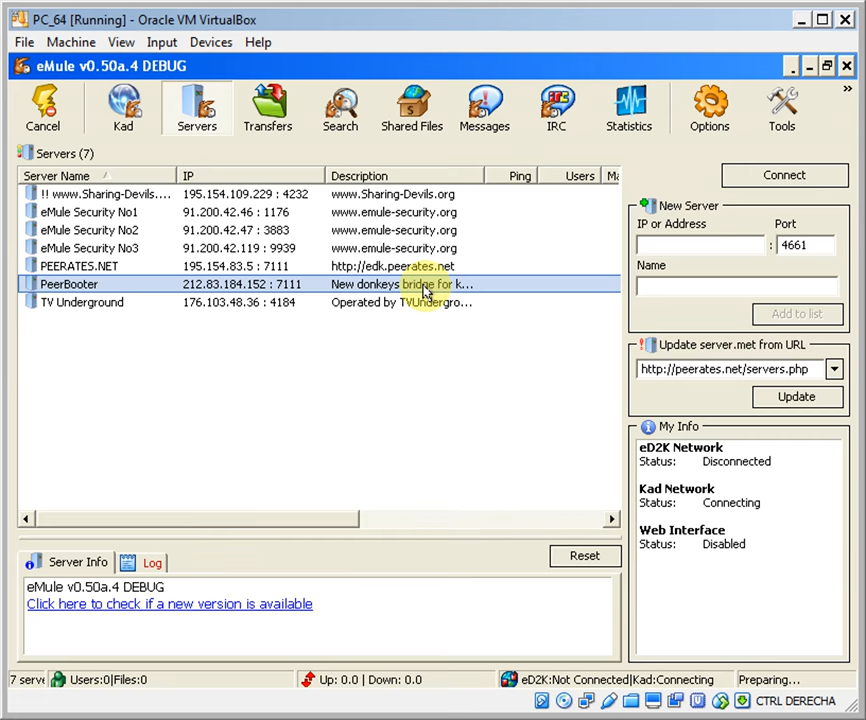 PC_64 [Running] - Oracle VM VirtualBox
File Machine View Input Devices Help
eMule v0.50a.4 DEBUG
Cancel Kad Servers Transfers Search Shared Files Messages IRC Statistics Options Tools »
Servers (7)
Server Name IP Description Ping Users
!! www.Sharing-Devils.... 195.154.109.229 : 4232 www.Sharing-Devils.org
eMule Security No1 91.200.42.46 : 1176 www.emule-security.org
eMule Security No2 91.200.42.47 : 3883 www.emule-security.org
eMule Security No3 91.200.42.119 : 9939 www.emule-security.org
PEERATES.NET 195.154.83.5 : 7111 http://edk.peerates.net
PeerBooter 212.83.184.152 : 7111 New donkeys bridge for k...
TV Underground 176.103.48.36 : 4184 Operated by TVUndergro...
Connect
New Server
IP or Address Port
: 4661
Name
Add to list
Update server.met from URL
http://peerates.net/servers.php
Update
My Info
eD2K Network
Status: Disconnected
Kad Network
Status: Connecting
Web Interface
Status: Disabled
Server Info Log Reset
eMule v0.50a.4 DEBUG
Click here to check if a new version is available
7 serve Users:0|Files:0 Up: 0.0 | Down: 0.0 eD2K:Not Connected|Kad:Connecting Preparing...
CTRL DERECHA